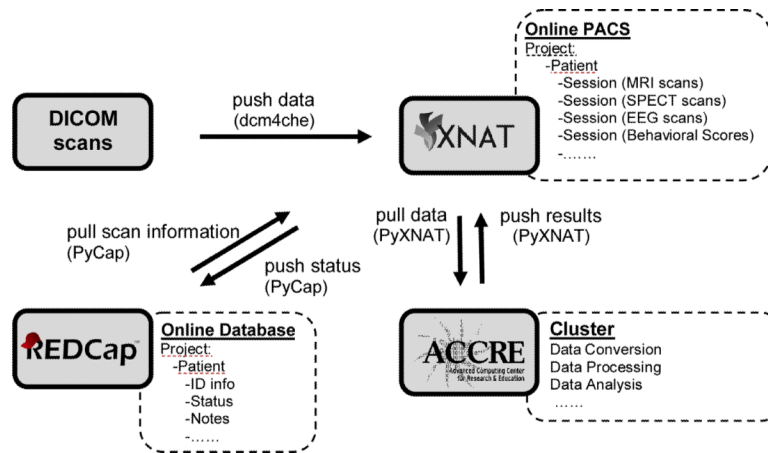 Online PACS
Project:
-Patient
-Session (MRI scans)
-Session (SPECT scans)
-Session (EEG scans)
-Session (Behavioral Scores)
-.......
DICOM
scans
push data
(dcm4che)
XNAT
pull scan information
(PyCap)
push status
(PyCap)
pull data
(PyXNAT)
push results
(PyXNAT)
REDCap
Online Database
Project:
-Patient
-ID info
-Status
-Notes
-......
ACCRE
Advanced Computing Center
for Research & Education
Cluster
Data Conversion
Data Processing
Data Analysis
......